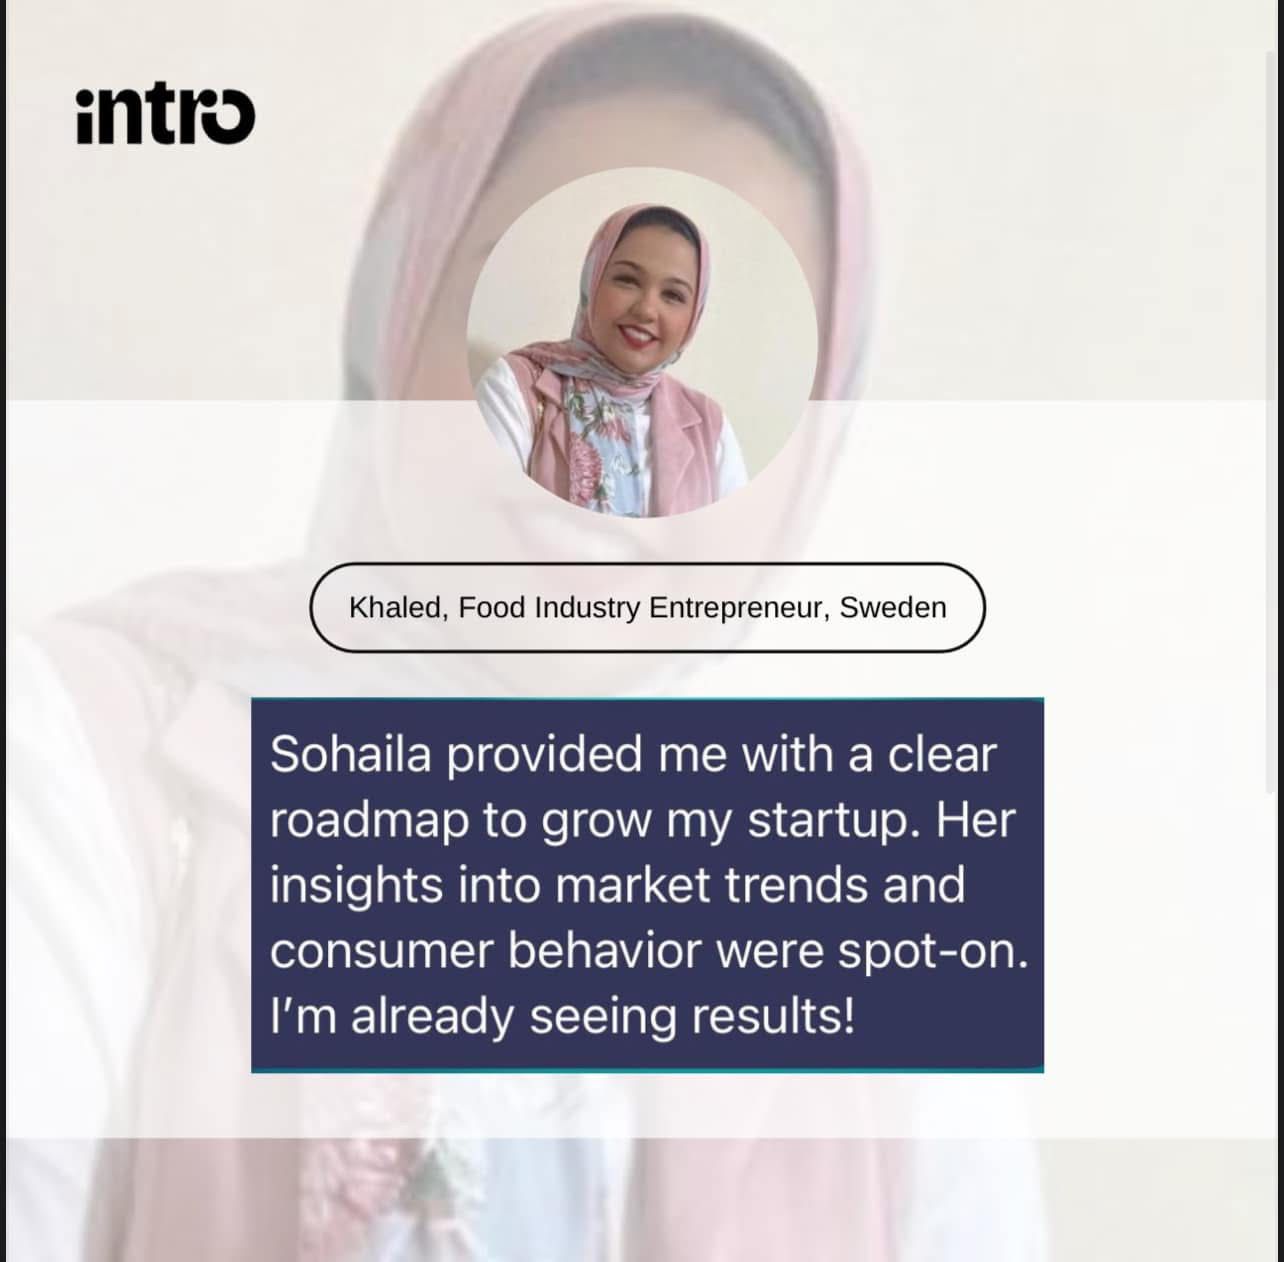 intro
Khaled, Food Industry Entrepreneur, Sweden
Sohaila provided me with a clear
roadmap to grow my startup. Her
insights into market trends and
consumer behavior were spot-on.
I'm already seeing results!